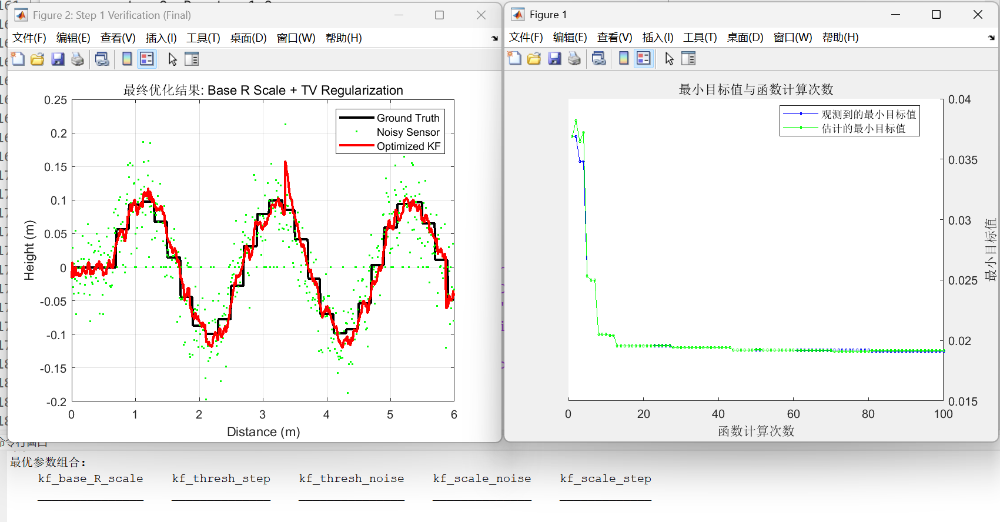 Figure 2: Step 1 Verification (Final)
文件(F) 编辑(E) 查看(V) 插入(I) 工具(T) 桌面(D) 窗口(W) 帮助(H)
最终优化结果: Base R Scale + TV Regularization
Ground Truth
Noisy Sensor
Optimized KF
0.25
0.2
0.15
0.1
0.05
0
-0.05
-0.1
-0.15
-0.2
Height (m)
0 1 2 3 4 5 6
Distance (m)
Figure 1
文件(F) 编辑(E) 查看(V) 插入(I) 工具(T) 桌面(D) 窗口(W) 帮助(H)
最小目标值与函数计算次数
观测到的最小目标值
估计的最小目标值
0.04
0.035
0.03
0.025
0.02
0.015
最小目标值
0 20 40 60 80 100
函数计算次数
命令行窗口
最优参数组合:
kf_base_R_scale kf_thresh_step kf_thresh_noise kf_scale_noise kf_scale_step